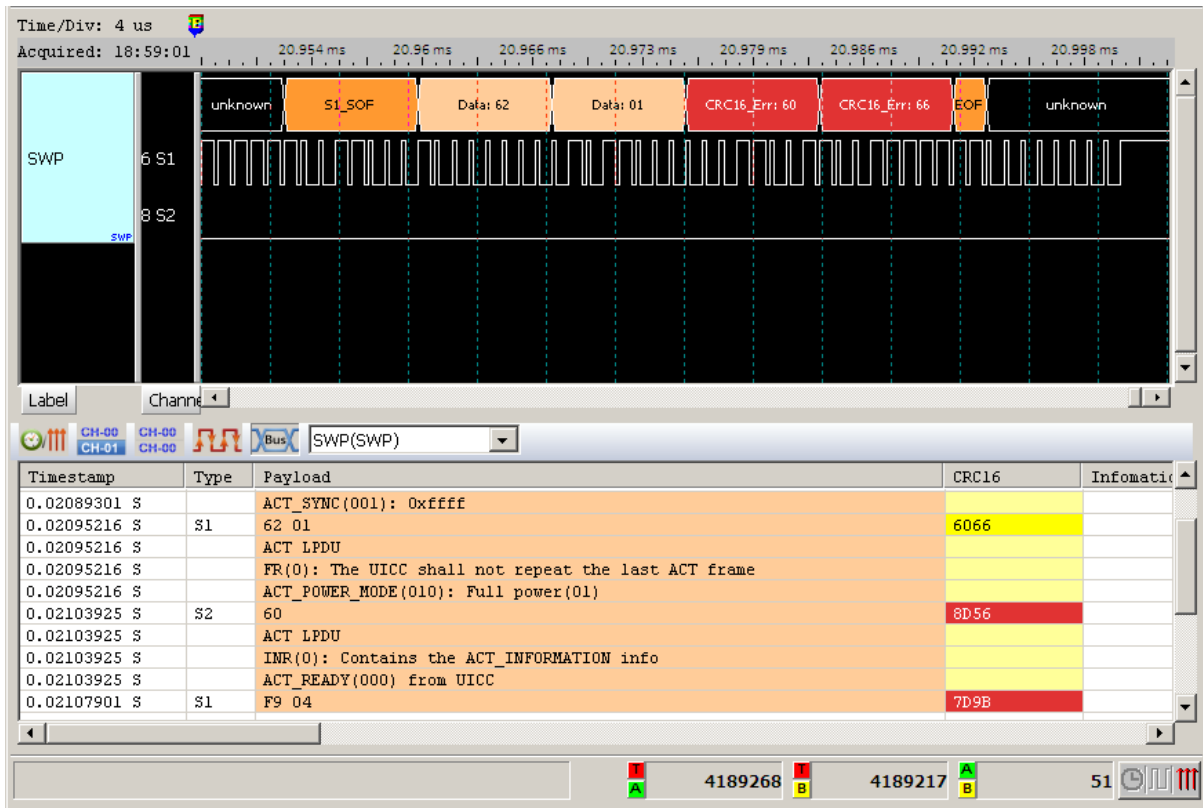 Time/Div: 4 us
Acquired: 18:59:01
20.954 ms 20.96 ms 20.966 ms 20.973 ms 20.979 ms 20.986 ms 20.992 ms 20.998 ms
unknown S1_SOF Data: 62 Data: 01 CRC16_Err: 60 CRC16_Err: 66 EOF unknown
SWP 6 S1
8 S2
SWP
Label Channe
CH-00 CH-01 CH-00 CH-00 Bus SWP(SWP)
Timestamp Type Payload CRC16 Infomatio
0.02089301 S ACT_SYNC(001): 0xffff
0.02095216 S S1 62 01 6066
0.02095216 S ACT LPDU
0.02095216 S FR(0): The UICC shall not repeat the last ACT frame
0.02095216 S ACT_POWER_MODE(010): Full power(01)
0.02103925 S S2 60 8D56
0.02103925 S ACT LPDU
0.02103925 S INR(0): Contains the ACT_INFORMATION info
0.02103925 S ACT_READY(000) from UICC
0.02107901 S S1 F9 04 7D9B
T A 4189268 T B 4189217 A B 51